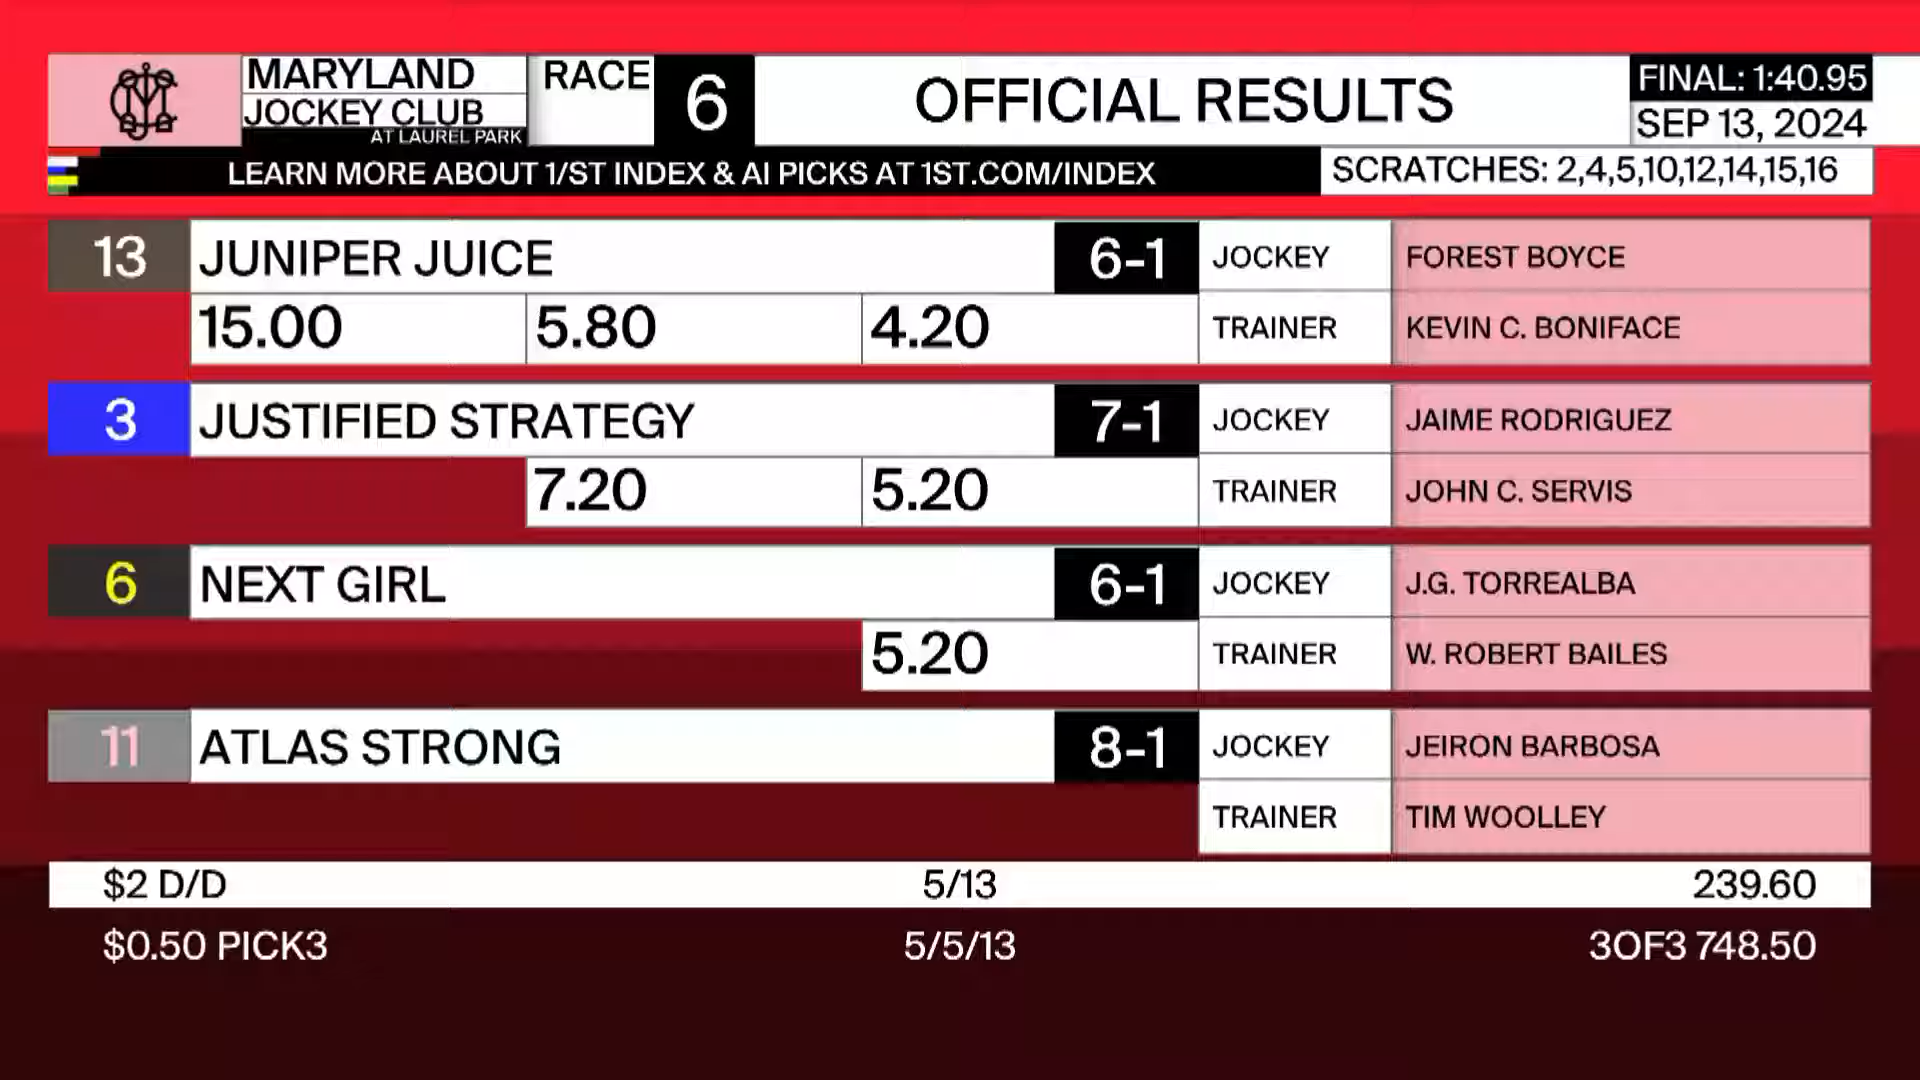 MARYLAND
JOCKEY CLUB
AT LAUREL PARK
RACE
6
OFFICIAL RESULTS
FINAL: 1:40.95
SEP 13, 2024
LEARN MORE ABOUT 1/ST INDEX & AI PICKS AT 1ST.COM/INDEX
SCRATCHES: 2,4,5,10,12,14,15,16
13 JUNIPER JUICE 6-1 JOCKEY FOREST BOYCE
15.00 5.80 4.20 TRAINER KEVIN C. BONIFACE
3 JUSTIFIED STRATEGY 7-1 JOCKEY JAIME RODRIGUEZ
7.20 5.20 TRAINER JOHN C. SERVIS
6 NEXT GIRL 6-1 JOCKEY J.G. TORREALBA
5.20 TRAINER W. ROBERT BAILES
11 ATLAS STRONG 8-1 JOCKEY JEIRON BARBOSA
TRAINER TIM WOOLLEY
$2 D/D 5/13 239.60
$0.50 PICK3 5/5/13 3OF3 748.50